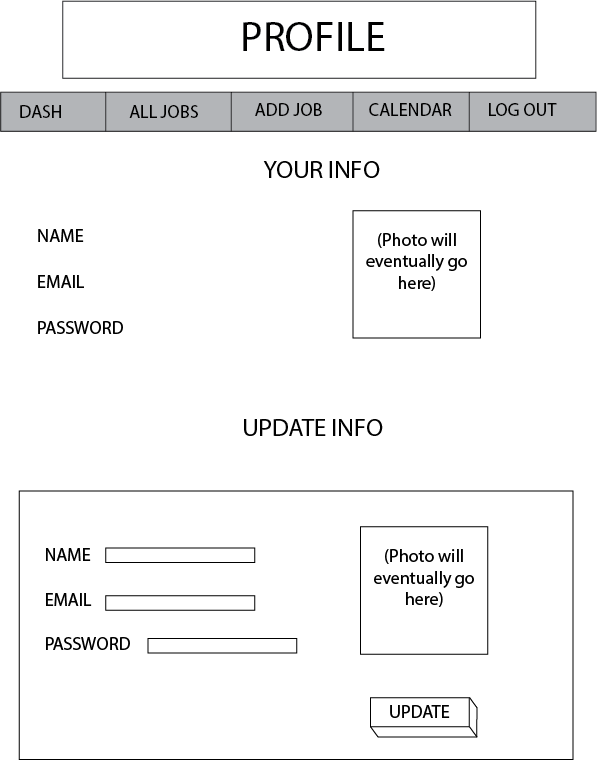 PROFILE
DASH ALL JOBS ADD JOB CALENDAR LOG OUT
YOUR INFO
NAME
EMAIL
PASSWORD
(Photo will
eventually go
here)
UPDATE INFO
NAME
EMAIL
PASSWORD
(Photo will
eventually go
here)
UPDATE